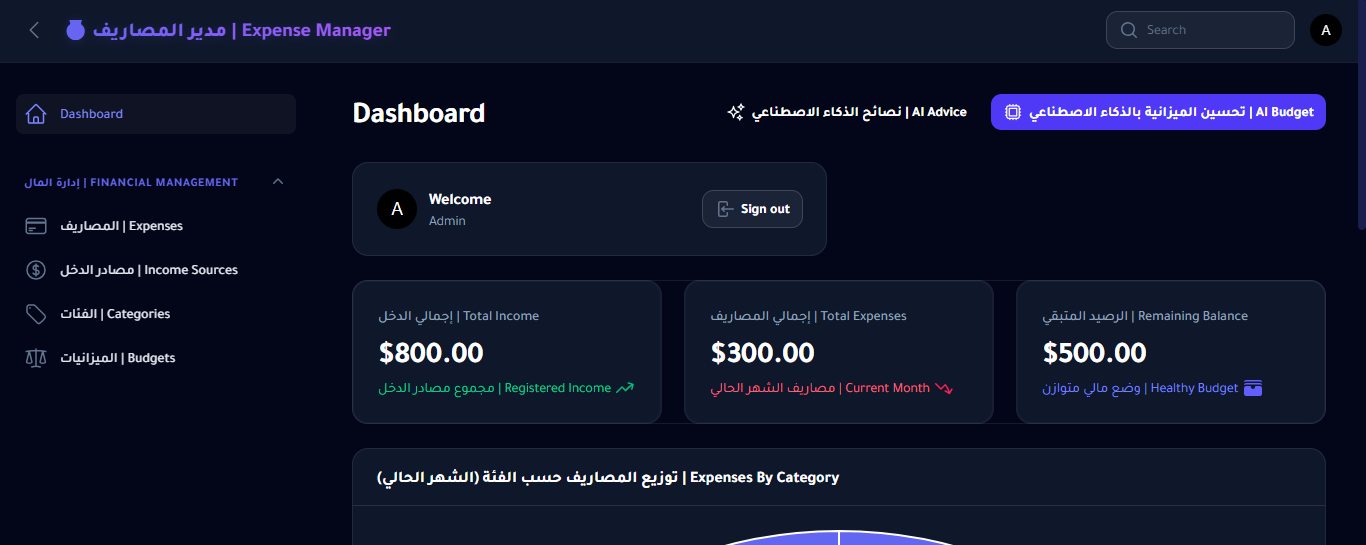 مدير المصاريف | Expense Manager
Search
A
Dashboard
إدارة المال | FINANCIAL MANAGEMENT
المصاريف | Expenses
مصادر الدخل | Income Sources
الفئات | Categories
الميزانيات | Budgets
Dashboard
نصائح الذكاء الاصطناعي | AI Advice
تحسين الميزانية بالذكاء الاصطناعي | AI Budget
A
Welcome
Admin
Sign out
إجمالي الدخل | Total Income
$800.00
مجموع مصادر الدخل | Registered Income
إجمالي المصاريف | Total Expenses
$300.00
مصاريف الشهر الحالي | Current Month
الرصيد المتبقي | Remaining Balance
$500.00
وضع مالي متوازن | Healthy Budget
توزيع المصاريف حسب الفئة (الشهر الحالي) | Expenses By Category